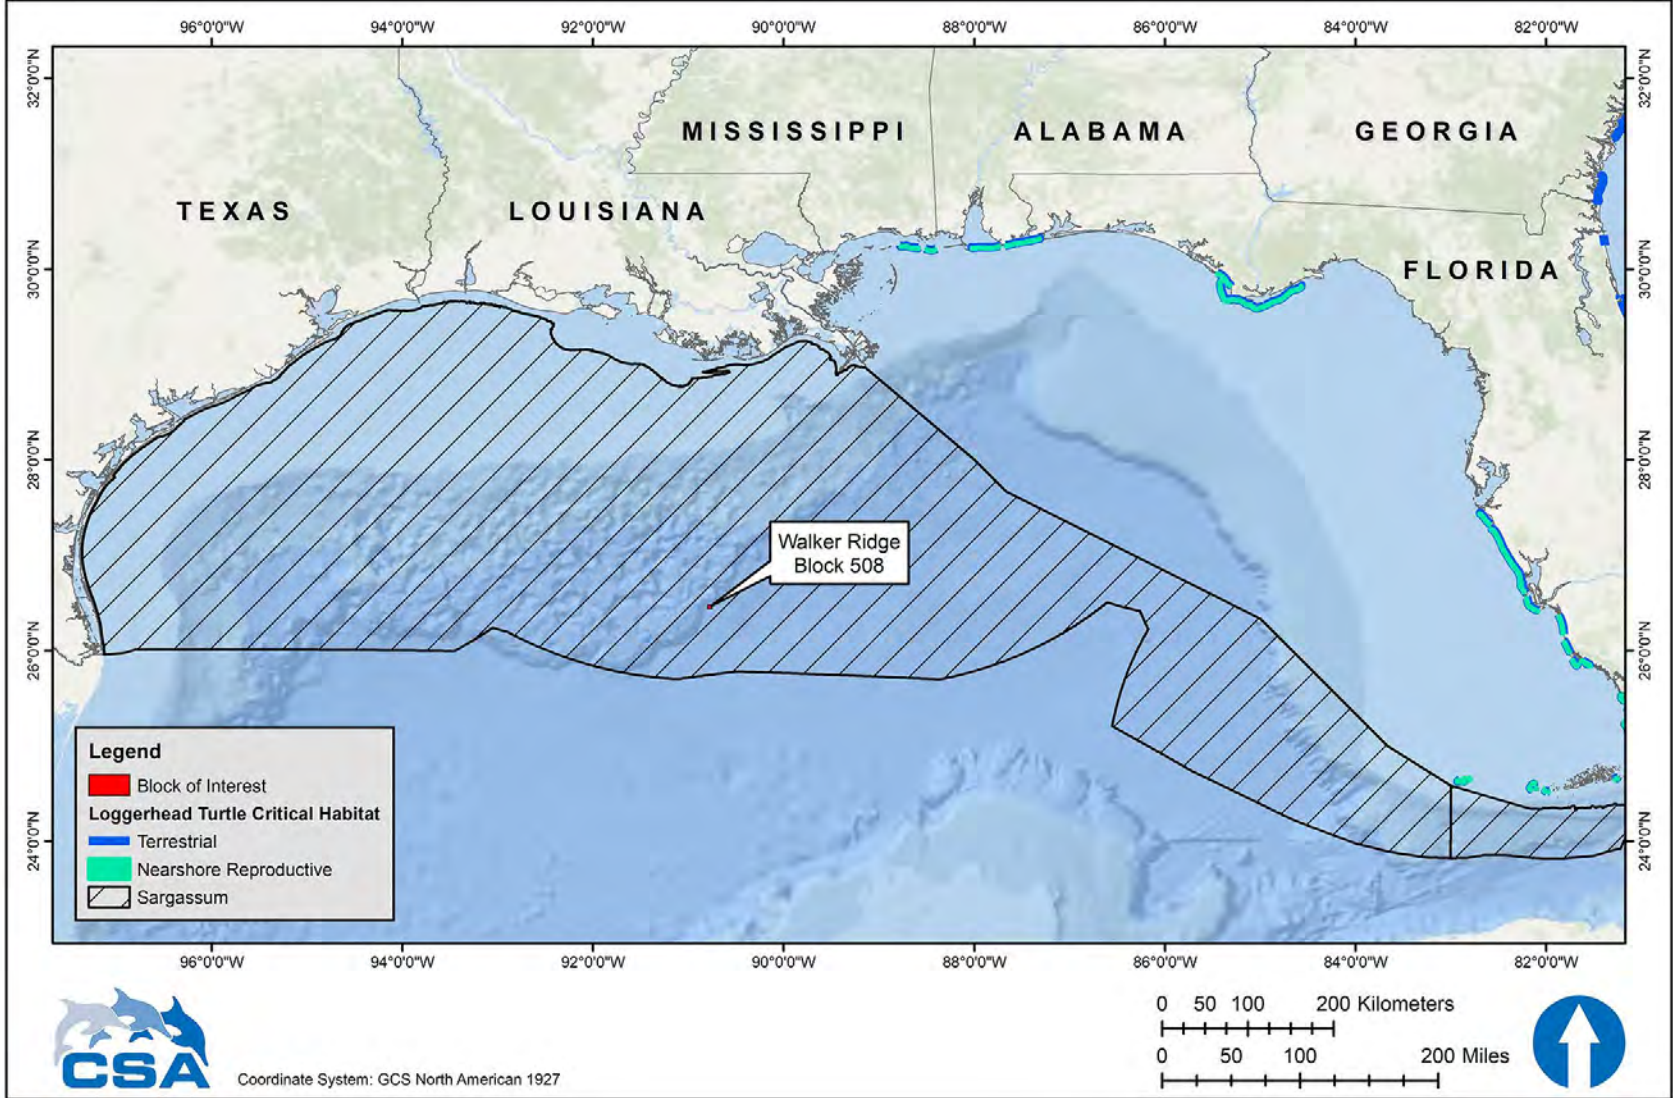 96°0'0"W 94°0'0"W 92°0'0"W 90°0'0"W 88°0'0"W 86°0'0"W 84°0'0"W 82°0'0"W
32°0'0"N 32°0'0"N
MISSISSIPPI ALABAMA GEORGIA
TEXAS LOUISIANA
30°0'0"N FLORIDA 30°0'0"N
28°0'0"N 28°0'0"N
Walker Ridge
Block 508
26°0'0"N 26°0'0"N
Legend
Block of Interest
Loggerhead Turtle Critical Habitat
Terrestrial
24°0'0"N 24°0'0"N
Nearshore Reproductive
Sargassum
96°0'0"W 94°0'0"W 92°0'0"W 90°0'0"W 88°0'0"W 86°0'0"W 84°0'0"W 82°0'0"W
0 50 100 200 Kilometers
0 50 100 200 Miles
CSA
Coordinate System: GCS North American 1927